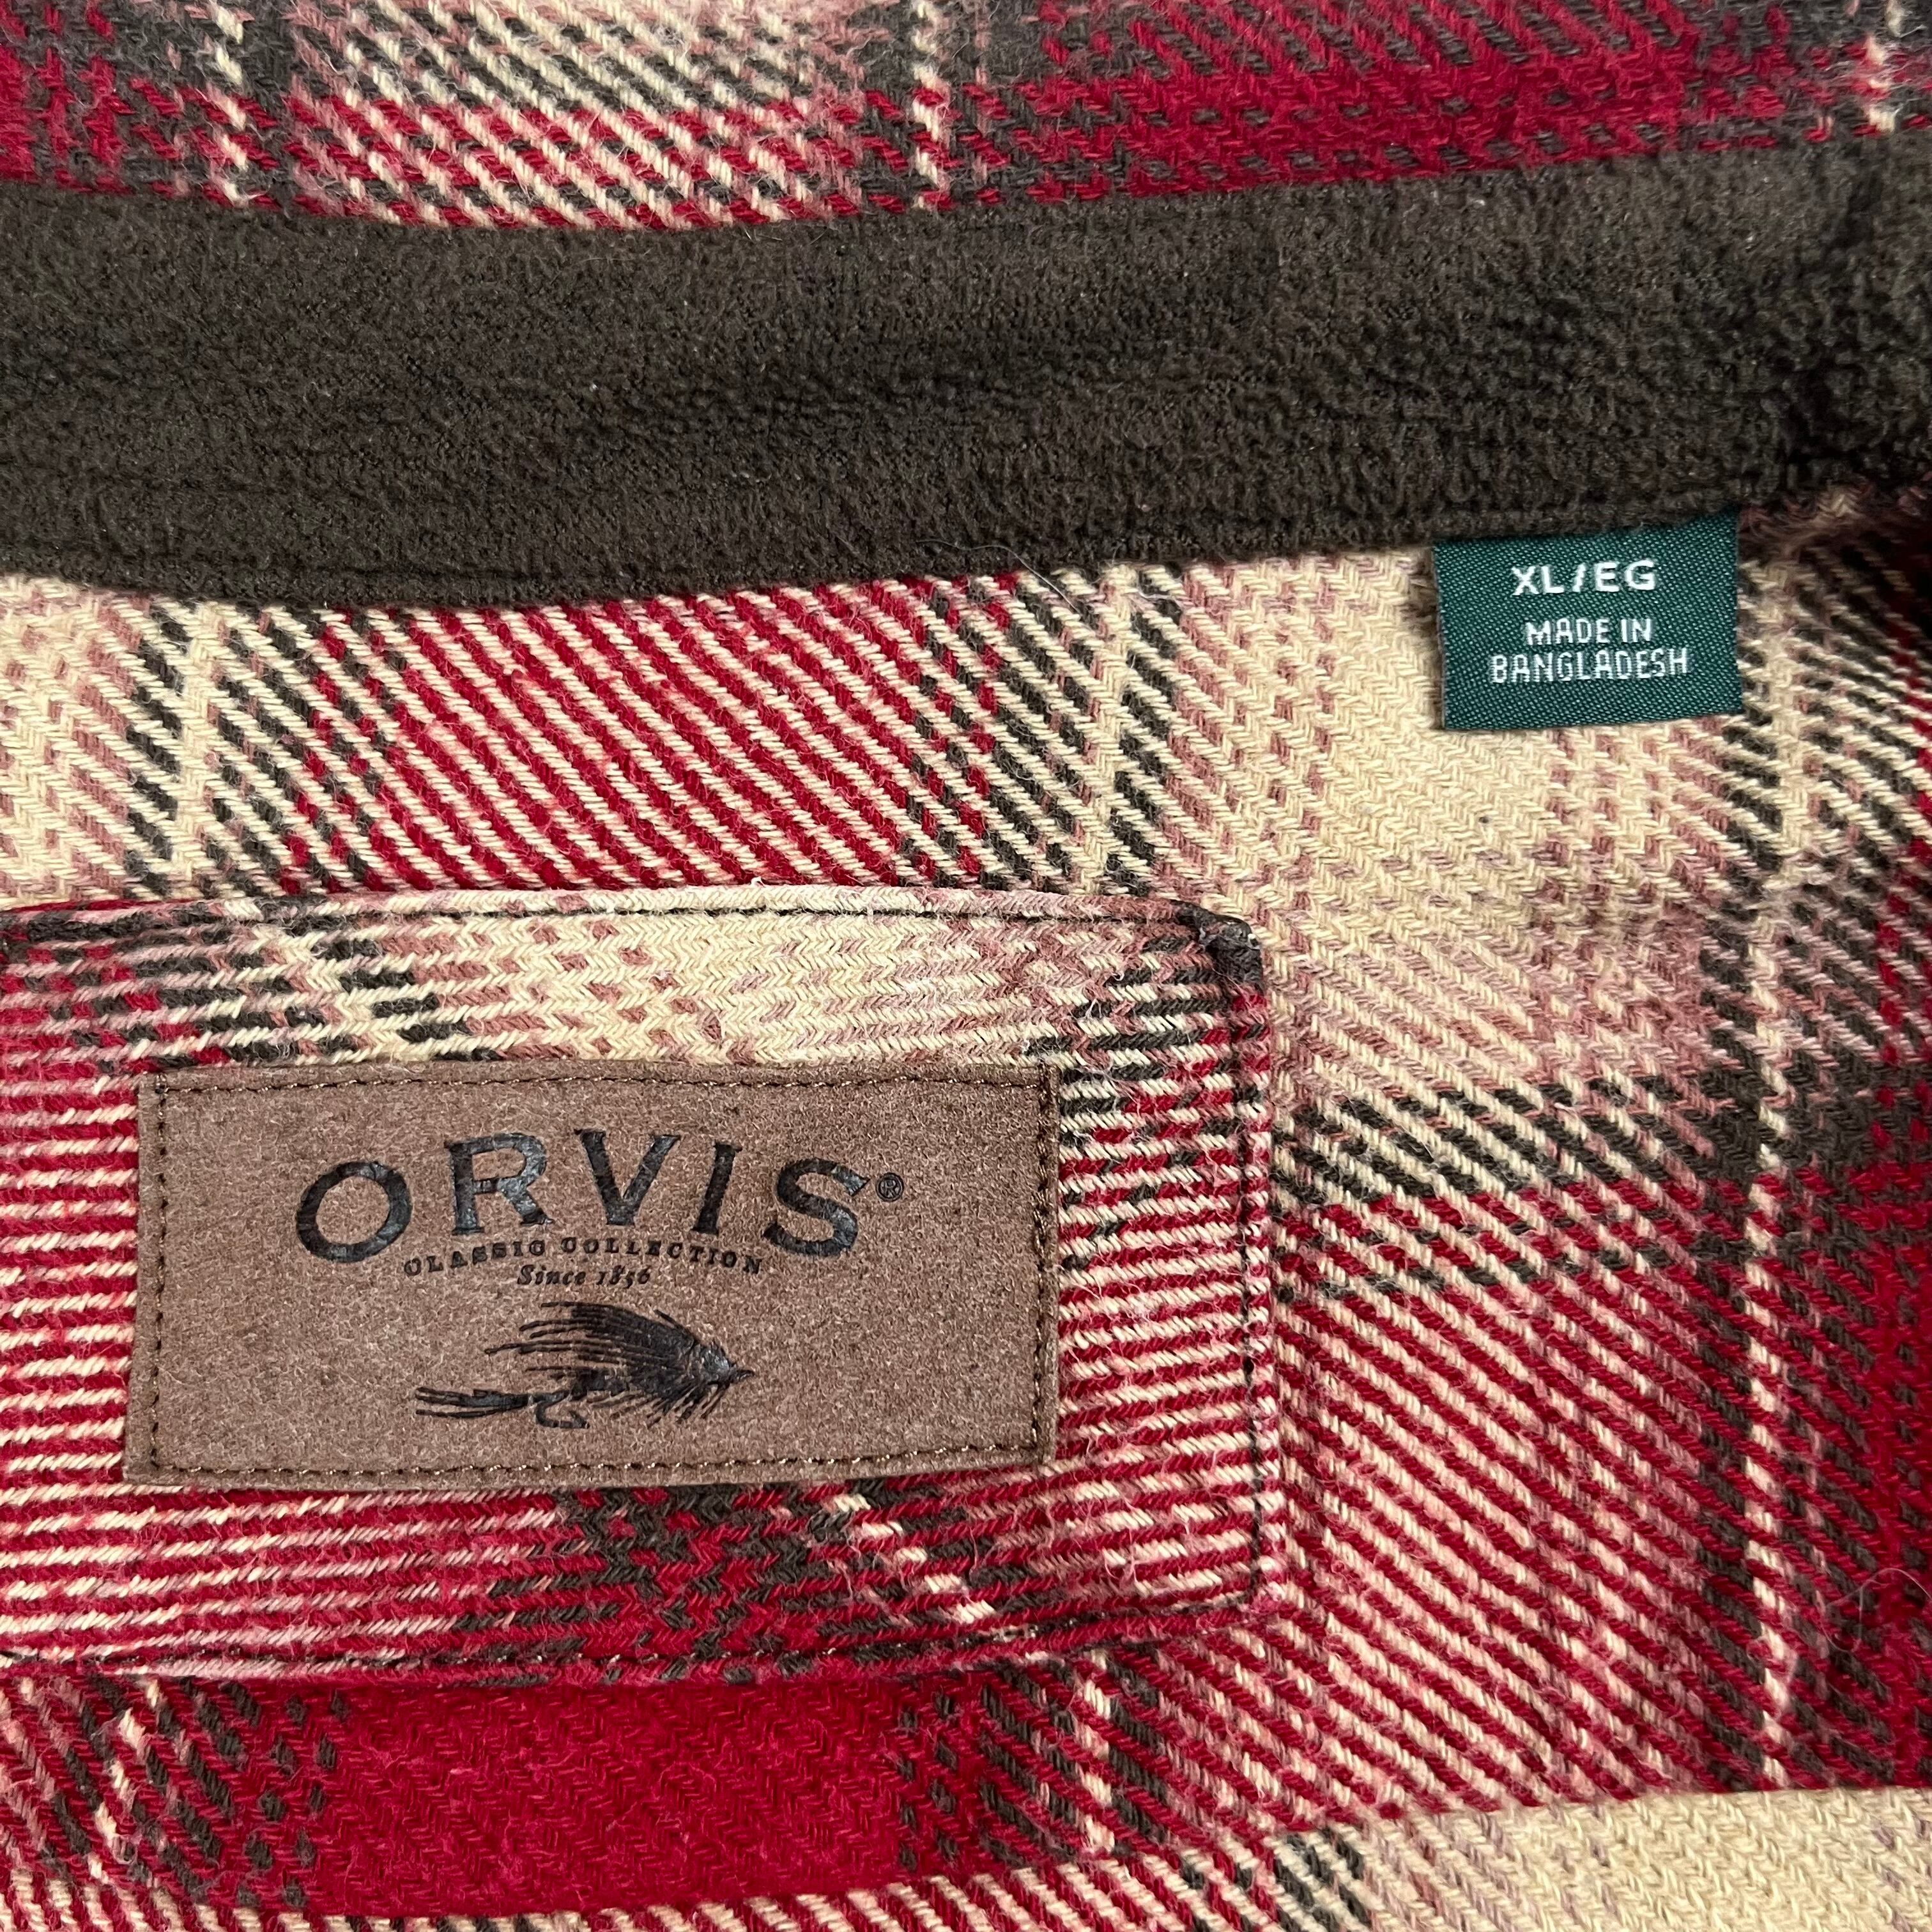 XL/EG
MADE IN
BANGLADESH
ORVIS®
CLASSIC COLLECTION
Since 1856